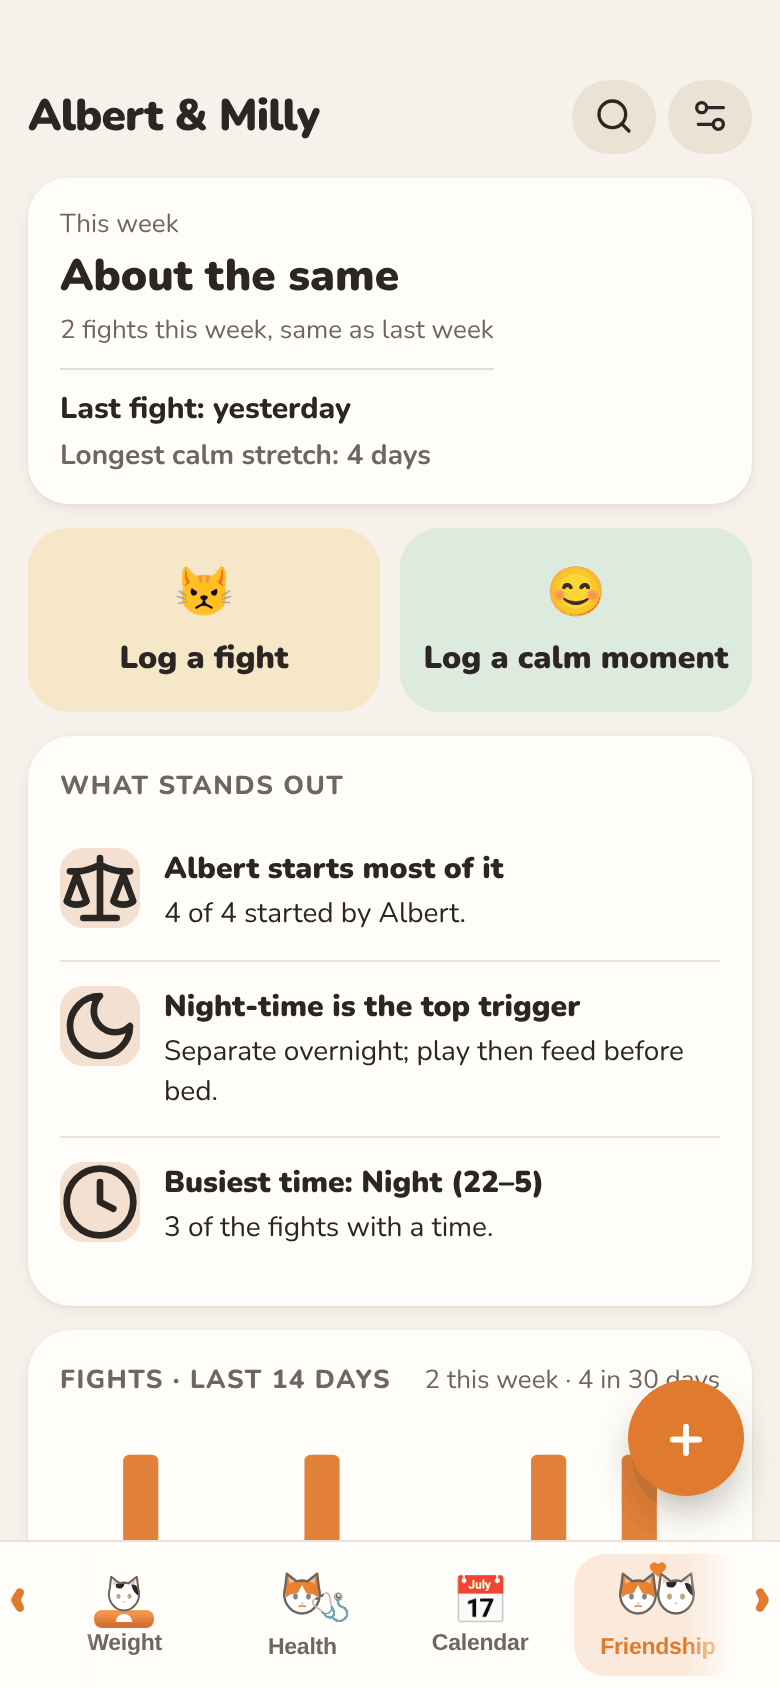 Albert & Milly
This week
About the same
2 fights this week, same as last week
Last fight: yesterday
Longest calm stretch: 4 days
Log a fight
Log a calm moment
WHAT STANDS OUT
Albert starts most of it
4 of 4 started by Albert.
Night-time is the top trigger
Separate overnight; play then feed before
bed.
Busiest time: Night (22–5)
3 of the fights with a time.
FIGHTS · LAST 14 DAYS
2 this week · 4 in 30 days
July
17
Weight
Health
Calendar
Friendship